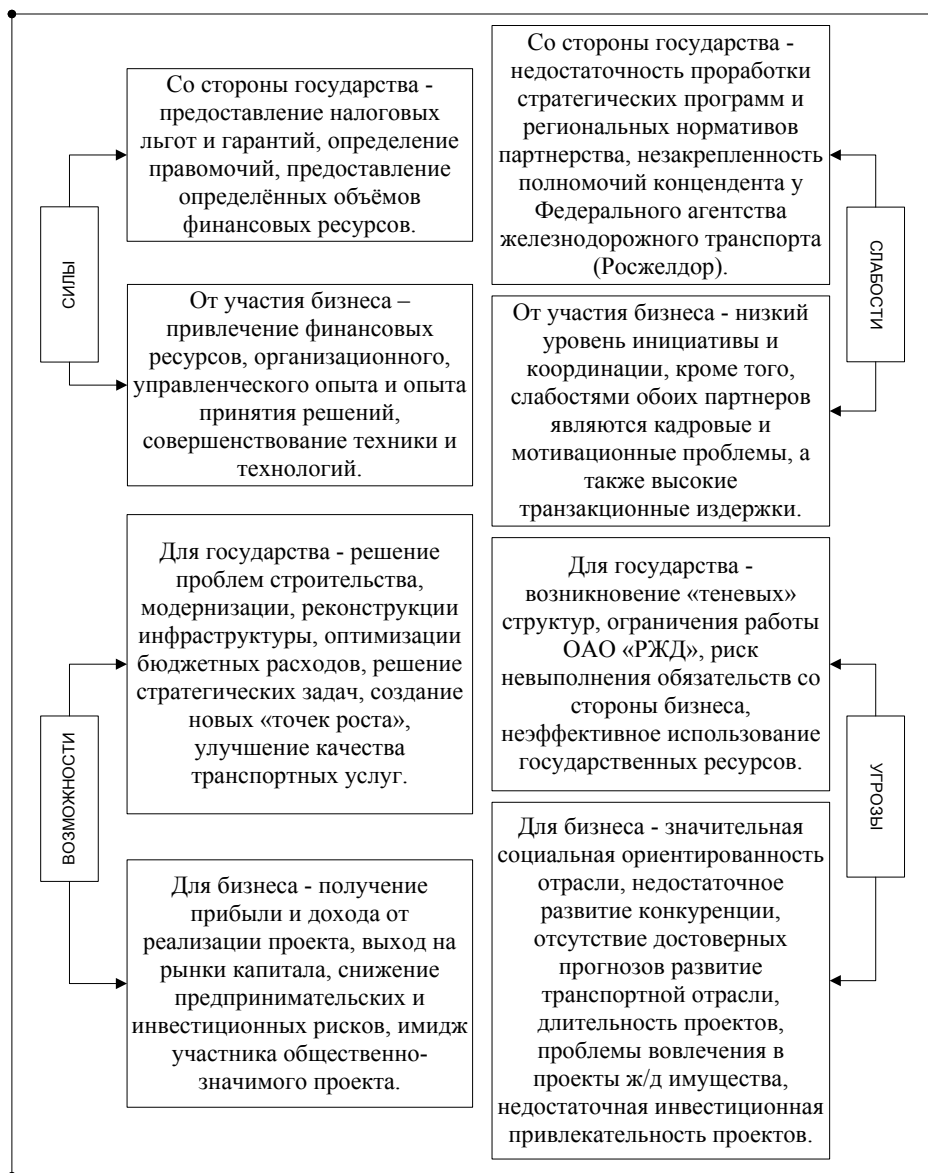 СИЛЫ
Со стороны государства -
предоставление налоговых
льгот и гарантий, определение
правомочий, предоставление
определённых объёмов
финансовых ресурсов.
От участия бизнеса –
привлечение финансовых
ресурсов, организационного,
управленческого опыта и опыта
принятия решений,
совершенствование техники и
технологий.
СЛАБОСТИ
Со стороны государства -
недостаточность проработки
стратегических программ и
региональных нормативов
партнерства, незакрепленность
полномочий концендента у
Федерального агентства
железнодорожного транспорта
(Росжелдор).
От участия бизнеса - низкий
уровень инициативы и
координации, кроме того,
слабостями обоих партнеров
являются кадровые и
мотивационные проблемы, а
также высокие
транзакционные издержки.
ВОЗМОЖНОСТИ
Для государства - решение
проблем строительства,
модернизации, реконструкции
инфраструктуры, оптимизации
бюджетных расходов, решение
стратегических задач, создание
новых «точек роста»,
улучшение качества
транспортных услуг.
Для бизнеса - получение
прибыли и дохода от
реализации проекта, выход на
рынки капитала, снижение
предпринимательских и
инвестиционных рисков, имидж
участника общественно-
значимого проекта.
УГРОЗЫ
Для государства -
возникновение «теневых»
структур, ограничения работы
ОАО «РЖД», риск
невыполнения обязательств со
стороны бизнеса,
неэффективное использование
государственных ресурсов.
Для бизнеса - значительная
социальная ориентированность
отрасли, недостаточное
развитие конкуренции,
отсутствие достоверных
прогнозов развитие
транспортной отрасли,
длительность проектов,
проблемы вовлечения в
проекты ж/д имущества,
недостаточная инвестиционная
привлекательность проектов.